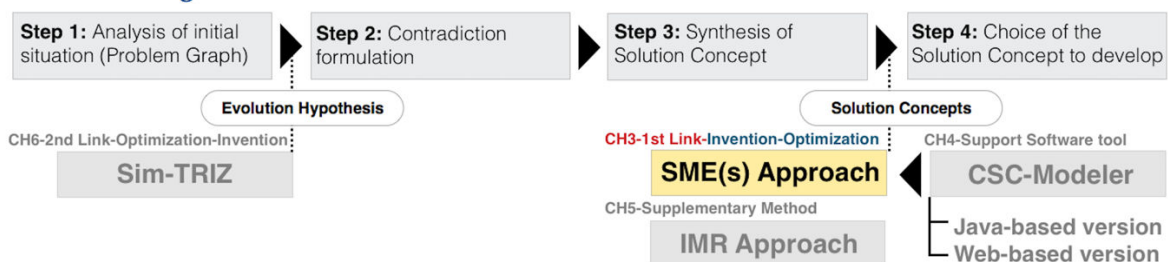 Step 1: Analysis of initial
situation (Problem Graph)
Step 2: Contradiction
formulation
Step 3: Synthesis of
Solution Concept
Step 4: Choice of the
Solution Concept to develop
Evolution Hypothesis
Solution Concepts
CH6-2nd Link-Optimization-Invention
Sim-TRIZ
CH3-1st Link-Invention-Optimization
SME(s) Approach
CH4-Support Software tool
CSC-Modeler
CH5-Supplementary Method
IMR Approach
Java-based version
Web-based version